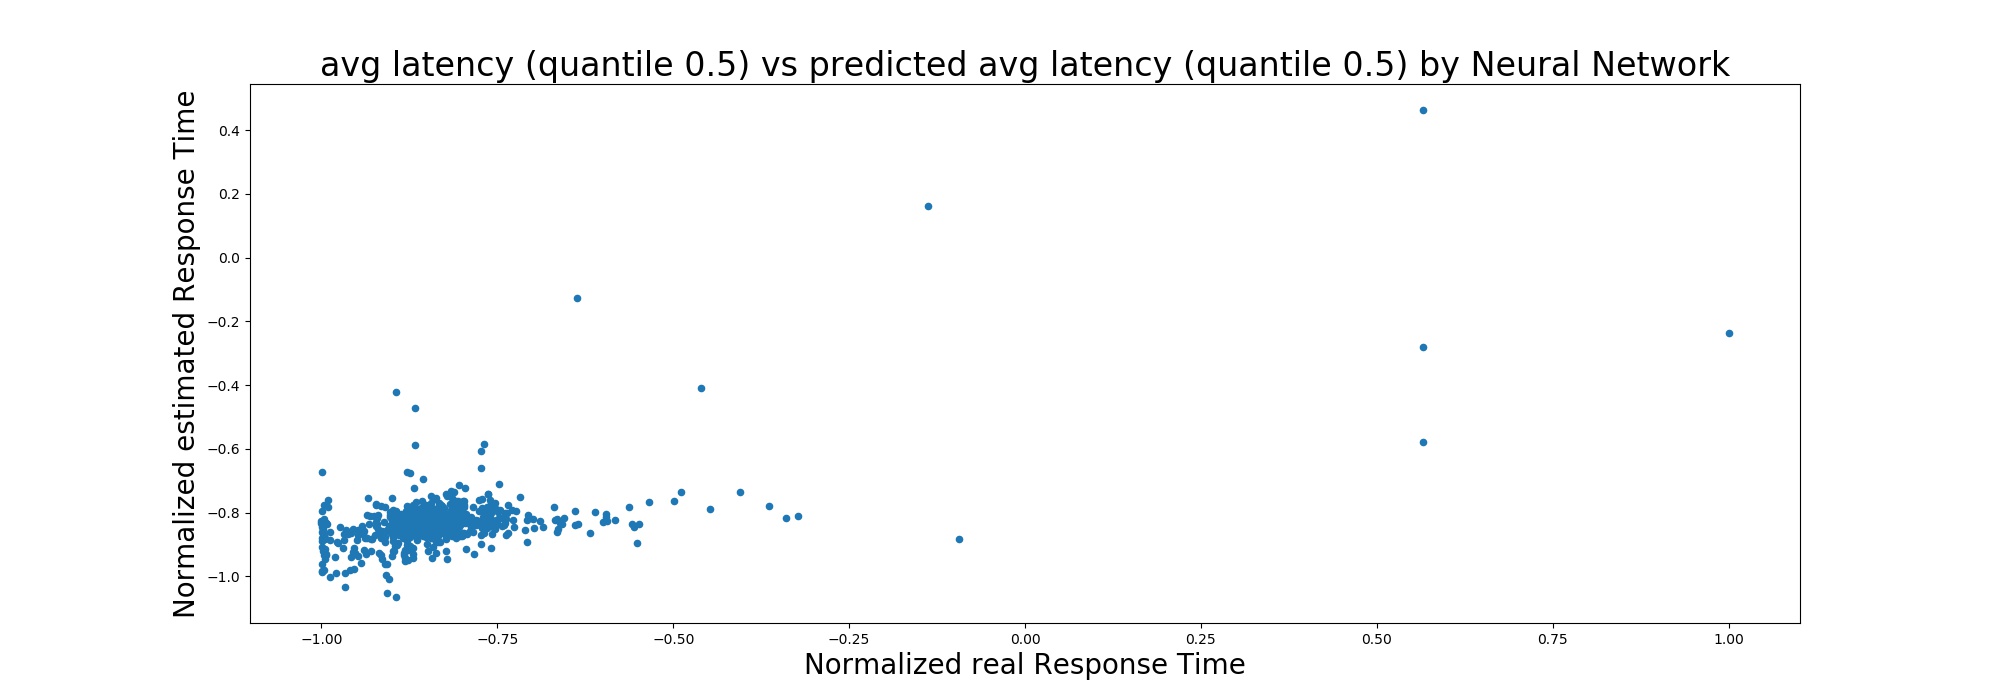 avg latency (quantile 0.5) vs predicted avg latency (quantile 0.5) by Neural Network
Normalized estimated Response Time
0.4
0.2
0.0
−0.2
−0.4
−0.6
−0.8
−1.0
−1.00 −0.75 −0.50 −0.25 0.00 0.25 0.50 0.75 1.00
Normalized real Response Time